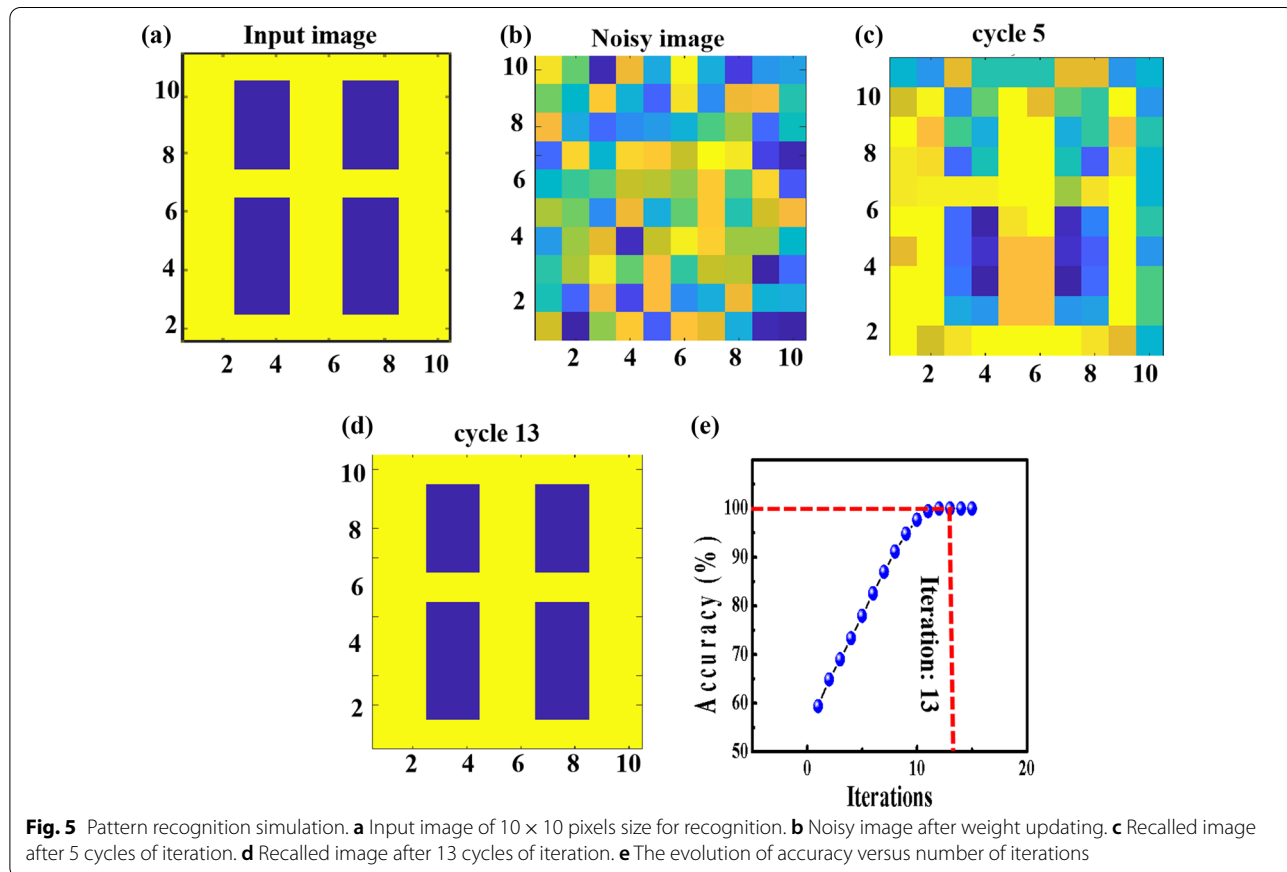 (a)
Input image
10
8
6
4
2
2 4 6 8 10
(b)
Noisy image
10
8
6
4
2
2 4 6 8 10
(c)
cycle 5
10
8
6
4
2
2 4 6 8 10
(d)
cycle 13
10
8
6
4
2
2 4 6 8 10
(e)
Accuracy (%)
100
90
80
70
60
50
Iteration: 13
0 10 20
Iterations
Fig. 5 Pattern recognition simulation. a Input image of 10 × 10 pixels size for recognition. b Noisy image after weight updating. c Recalled image
after 5 cycles of iteration. d Recalled image after 13 cycles of iteration. e The evolution of accuracy versus number of iterations